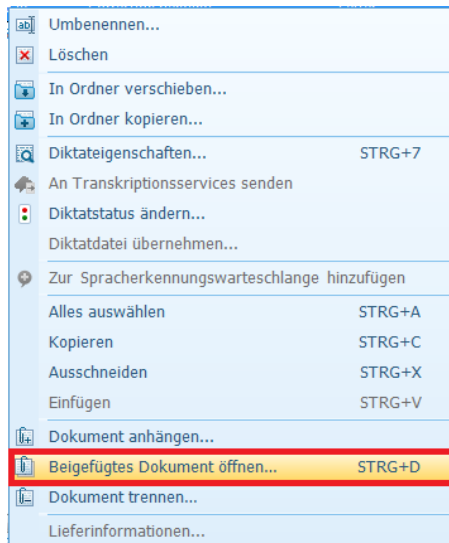 Umbenennen...
Löschen
In Ordner verschieben...
In Ordner kopieren...
Diktateigenschaften... STRG+7
An Transkriptionsservices senden
Diktatstatus ändern...
Diktatdatei übernehmen...
Zur Spracherkennungswarteschlange hinzufügen
Alles auswählen STRG+A
Kopieren STRG+C
Ausschneiden STRG+X
Einfügen STRG+V
Dokument anhängen...
Beigefügtes Dokument öffnen... STRG+D
Dokument trennen...
Lieferinformationen...